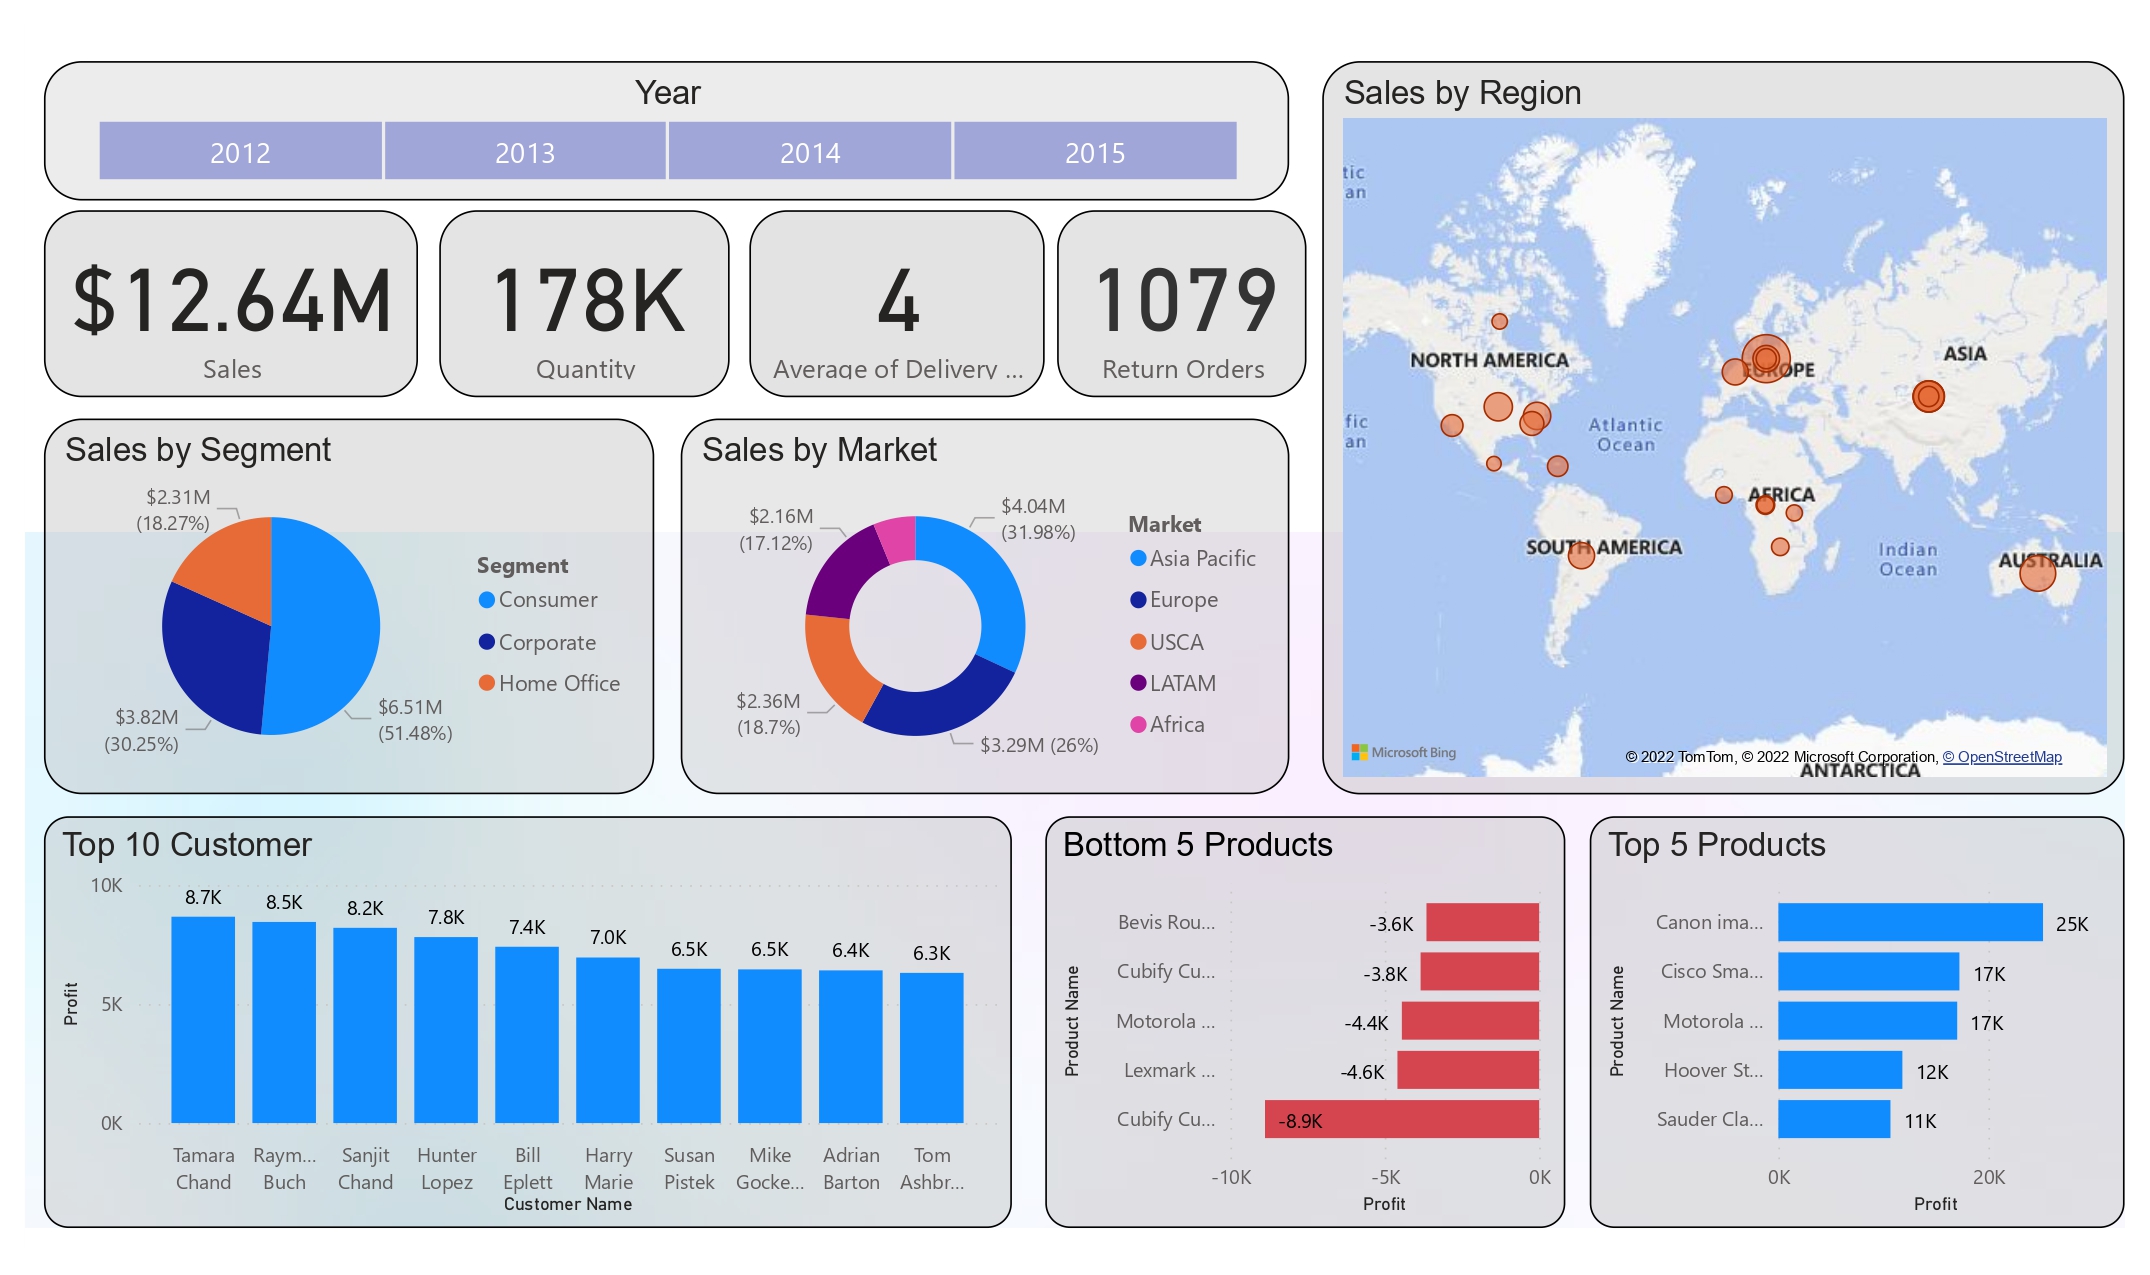 Year
2012
2013
2014
2015
$12.64M
Sales
178K
Quantity
4
Average of Delivery ...
1079
Return Orders
Sales by Region
tic
an
NORTH AMERICA
EUROPE
ASIA
fic
an
Atlantic
Ocean
AFRICA
SOUTH AMERICA
Indian
Ocean
AUSTRALIA
Microsoft Bing
© 2022 TomTom, © 2022 Microsoft Corporation, © OpenStreetMap
ANTARCTICA
Sales by Segment
$2.31M
(18.27%)
$3.82M
(30.25%)
$6.51M
(51.48%)
Segment
Consumer
Corporate
Home Office
Sales by Market
$2.16M
(17.12%)
$4.04M
(31.98%)
$2.36M
(18.7%)
$3.29M (26%)
Market
Asia Pacific
Europe
USCA
LATAM
Africa
Top 10 Customer
Profit
10K
5K
0K
8.7K
8.5K
8.2K
7.8K
7.4K
7.0K
6.5K
6.5K
6.4K
6.3K
Tamara
Chand
Raym...
Buch
Sanjit
Chand
Hunter
Lopez
Bill
Eplett
Harry
Marie
Susan
Pistek
Mike
Gocke...
Adrian
Barton
Tom
Ashbr...
Customer Name
Bottom 5 Products
Product Name
Bevis Rou...
-3.6K
Cubify Cu...
-3.8K
Motorola ...
-4.4K
Lexmark ...
-4.6K
Cubify Cu...
-8.9K
-10K
-5K
0K
Profit
Top 5 Products
Product Name
Canon ima...
25K
Cisco Sma...
17K
Motorola ...
17K
Hoover St...
12K
Sauder Cla...
11K
0K
20K
Profit